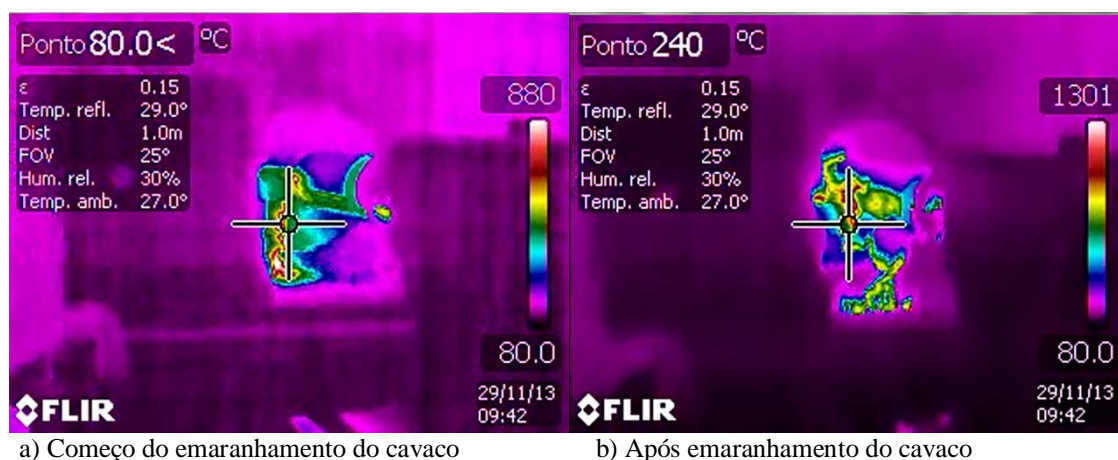 Ponto 80.0< ºC
ε 0.15
Temp. refl. 29.0°
Dist 1.0m
FOV 25°
Hum. rel. 30%
Temp. amb. 27.0°
880
80.0
29/11/13
09:42
FLIR
a) Começo do emaranhamento do cavaco
Ponto 240 ºC
ε 0.15
Temp. refl. 29.0°
Dist 1.0m
FOV 25°
Hum. rel. 30%
Temp. amb. 27.0°
1301
80.0
29/11/13
09:42
FLIR
b) Após emaranhamento do cavaco